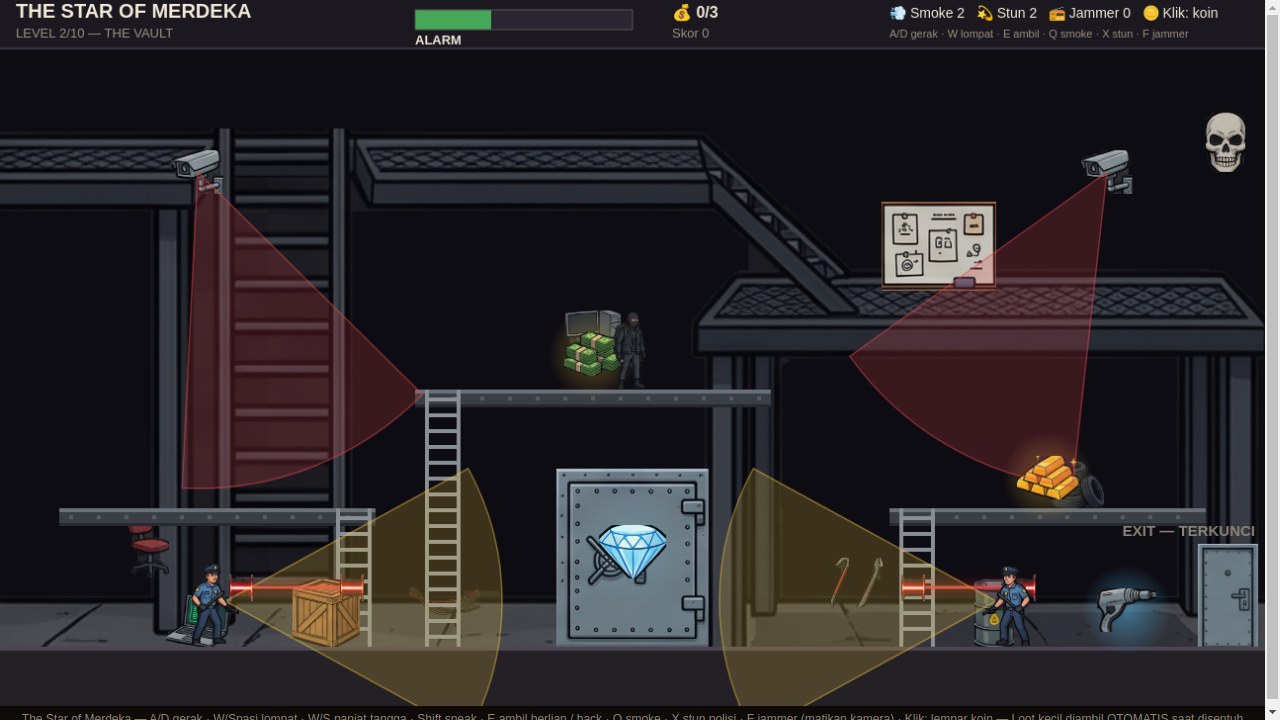 THE STAR OF MERDEKA
LEVEL 2/10 — THE VAULT
ALARM
💰 0/3
Skor 0
💨 Smoke 2 💫 Stun 2 📻 Jammer 0 🪙 Klik: koin
A/D gerak · W lompat · E ambil · Q smoke · X stun · F jammer
EXIT — TERKUNCI
The Star of Merdeka — A/D gerak · W/Spasi lompat · W/S panjat tangga · Shift sneak · E ambil berlian / hack · Q smoke · X stun polisi · F jammer (matikan kamera) · Klik: lempar koin — Loot kecil diambil OTOMATIS saat disentuh.